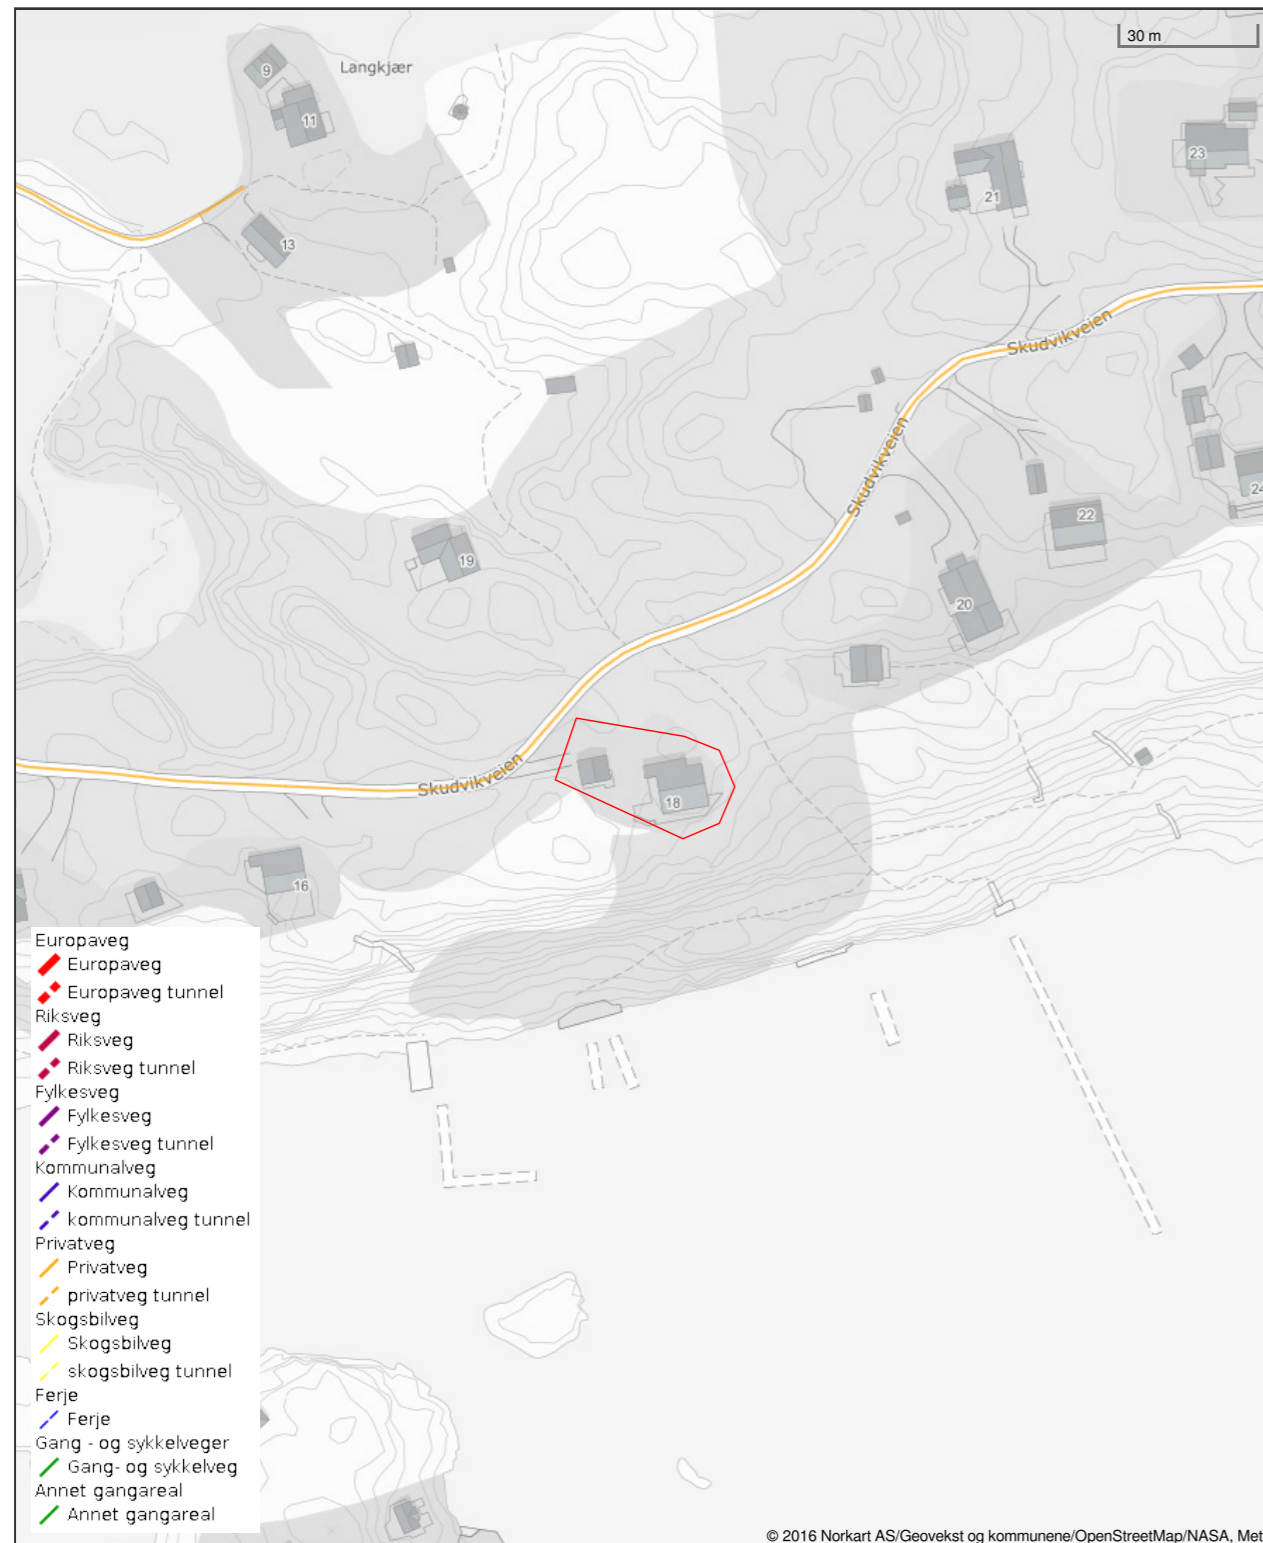 30 m
9
Langkjær
11
23
21
13
Skudvikveien
Skudvikveien
24
22
19
20
Skudvikveien
18
16
Europaveg
Europaveg
Europaveg tunnel
Riksveg
Riksveg
Riksveg tunnel
Fylkesveg
Fylkesveg
Fylkesveg tunnel
Kommunalveg
Kommunalveg
kommunalveg tunnel
Privatveg
Privatveg
privatveg tunnel
Skogsbilveg
Skogsbilveg
skogsbilveg tunnel
Ferje
Ferje
Gang - og sykkelveger
Gang- og sykkelveg
Annet gangareal
Annet gangareal
© 2016 Norkart AS/Geovekst og kommunene/OpenStreetMap/NASA, Met